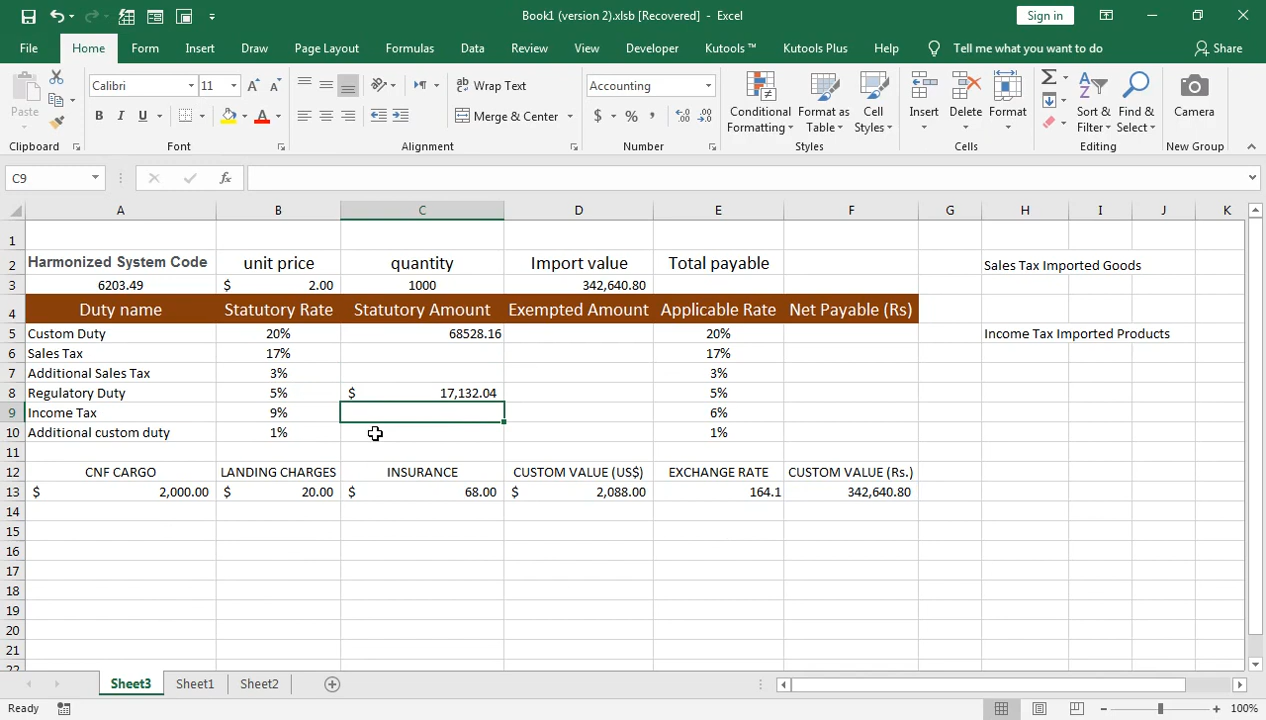 Book1 (version 2).xlsb [Recovered] - Excel
Sign in
File Home Form Insert Draw Page Layout Formulas Data Review View Developer Kutools ™ Kutools Plus Help Tell me what you want to do Share
Paste
Calibri 11 A A
B I U A
Wrap Text
Merge & Center
Accounting
$ % ,
Conditional Formatting
Format as Table
Cell Styles
Insert
Delete
Format
Sort & Filter
Find & Select
Camera
Clipboard Font Alignment Number Styles Cells Editing New Group
C9 fx
A B C D E F G H I J K
1
2 Harmonized System Code unit price quantity Import value Total payable Sales Tax Imported Goods
3 6203.49 $ 2.00 1000 342,640.80
4 Duty name Statutory Rate Statutory Amount Exempted Amount Applicable Rate Net Payable (Rs)
5 Custom Duty 20% 68528.16 20% Income Tax Imported Products
6 Sales Tax 17% 17%
7 Additional Sales Tax 3% 3%
8 Regulatory Duty 5% $ 17,132.04 5%
9 Income Tax 9% 6%
10 Additional custom duty 1% 1%
11
12 CNF CARGO LANDING CHARGES INSURANCE CUSTOM VALUE (US$) EXCHANGE RATE CUSTOM VALUE (Rs.)
13 $ 2,000.00 $ 20.00 $ 68.00 $ 2,088.00 164.1 342,640.80
14
15
16
17
18
19
20
21
22
Sheet3 Sheet1 Sheet2
Ready 100%